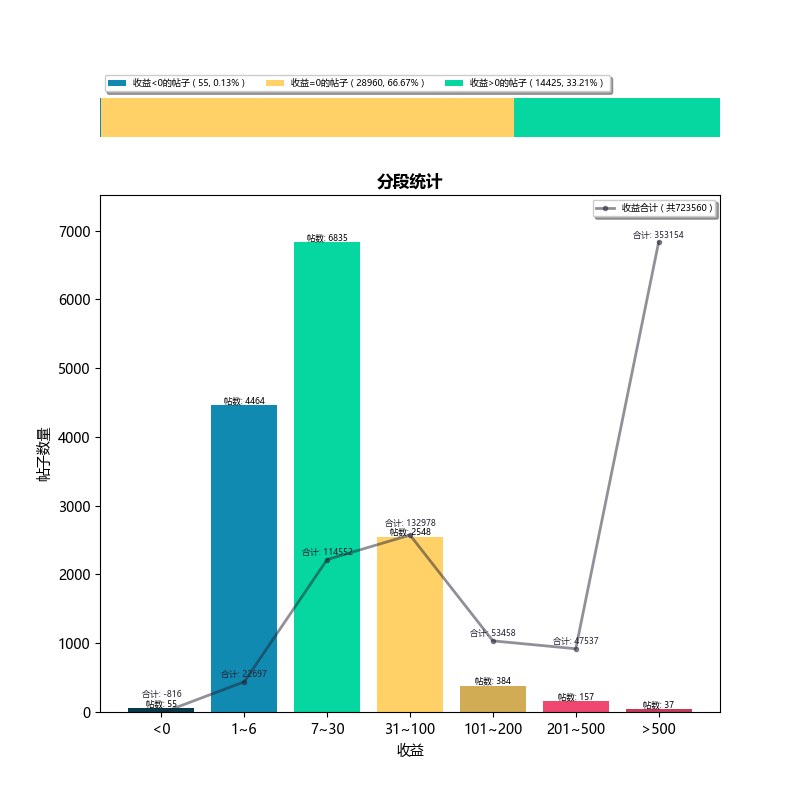 收益<0的帖子 ( 55, 0.13% ) 收益=0的帖子 ( 28960, 66.67% ) 收益>0的帖子 ( 14425, 33.21% )
分段统计
收益合计 ( 共723560 )
合计: 353154
7000
帖数: 6835
6000
5000
帖数: 4464
4000
帖子数量
3000
合计: 132978
帖数: 2548
合计: 114552
2000
合计: 53458
合计: 47537
1000
合计: 22697
合计: -816
帖数: 55
帖数: 384
帖数: 157
帖数: 37
0
<0 1~6 7~30 31~100 101~200 201~500 >500
收益